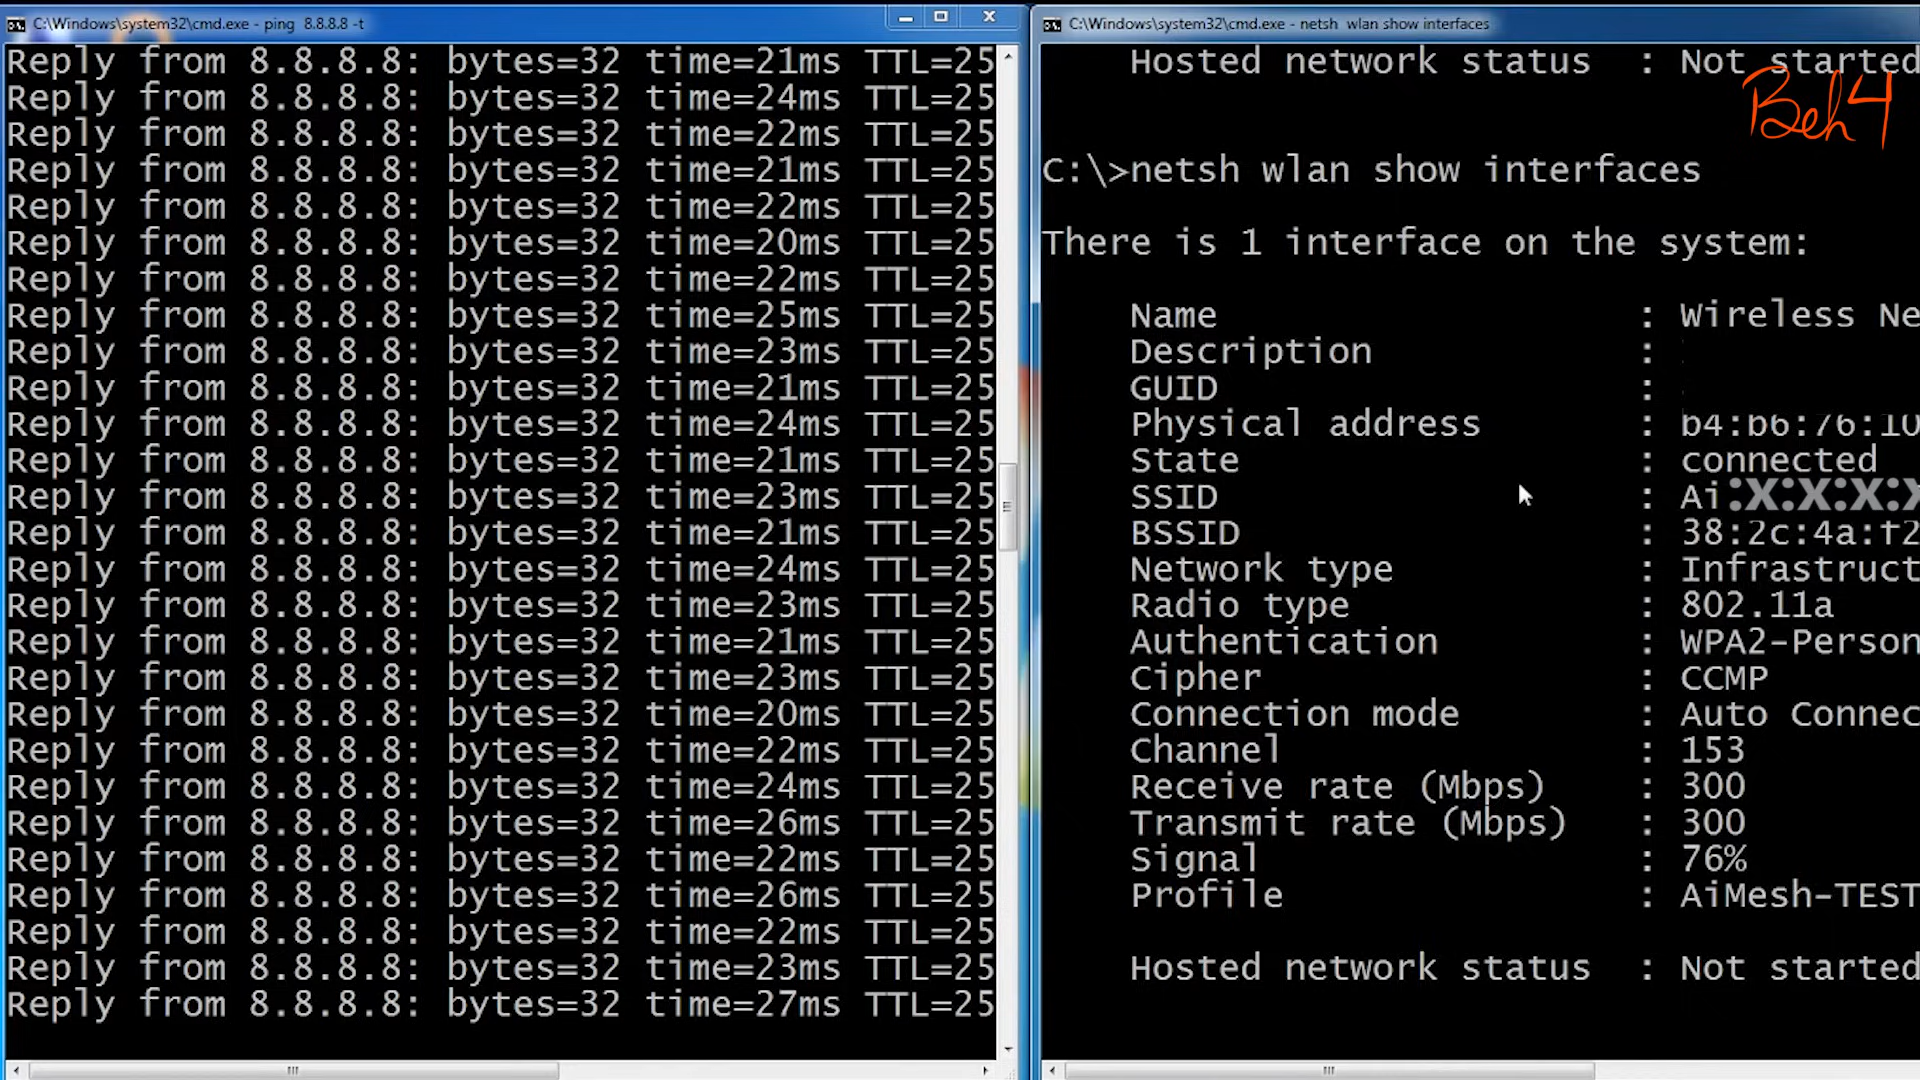 C:\Windows\system32\cmd.exe - ping  8.8.8.8 -t
Reply from 8.8.8.8: bytes=32 time=21ms TTL=25
Reply from 8.8.8.8: bytes=32 time=24ms TTL=25
Reply from 8.8.8.8: bytes=32 time=22ms TTL=25
Reply from 8.8.8.8: bytes=32 time=21ms TTL=25
Reply from 8.8.8.8: bytes=32 time=22ms TTL=25
Reply from 8.8.8.8: bytes=32 time=20ms TTL=25
Reply from 8.8.8.8: bytes=32 time=22ms TTL=25
Reply from 8.8.8.8: bytes=32 time=25ms TTL=25
Reply from 8.8.8.8: bytes=32 time=23ms TTL=25
Reply from 8.8.8.8: bytes=32 time=21ms TTL=25
Reply from 8.8.8.8: bytes=32 time=24ms TTL=25
Reply from 8.8.8.8: bytes=32 time=21ms TTL=25
Reply from 8.8.8.8: bytes=32 time=23ms TTL=25
Reply from 8.8.8.8: bytes=32 time=21ms TTL=25
Reply from 8.8.8.8: bytes=32 time=24ms TTL=25
Reply from 8.8.8.8: bytes=32 time=23ms TTL=25
Reply from 8.8.8.8: bytes=32 time=21ms TTL=25
Reply from 8.8.8.8: bytes=32 time=23ms TTL=25
Reply from 8.8.8.8: bytes=32 time=20ms TTL=25
Reply from 8.8.8.8: bytes=32 time=22ms TTL=25
Reply from 8.8.8.8: bytes=32 time=24ms TTL=25
Reply from 8.8.8.8: bytes=32 time=26ms TTL=25
Reply from 8.8.8.8: bytes=32 time=22ms TTL=25
Reply from 8.8.8.8: bytes=32 time=26ms TTL=25
Reply from 8.8.8.8: bytes=32 time=22ms TTL=25
Reply from 8.8.8.8: bytes=32 time=23ms TTL=25
Reply from 8.8.8.8: bytes=32 time=27ms TTL=25
C:\Windows\system32\cmd.exe - netsh  wlan show interfaces
Hosted network status : Not started
Beh4
C:\>netsh wlan show interfaces
There is 1 interface on the system:
Name : Wireless Ne
Description :
GUID :
Physical address : b4:b6:76:10
State : connected
SSID : Ai:X:X:X:X
BSSID : 38:2c:4a:f2
Network type : Infrastruct
Radio type : 802.11a
Authentication : WPA2-Person
Cipher : CCMP
Connection mode : Auto Connec
Channel : 153
Receive rate (Mbps) : 300
Transmit rate (Mbps) : 300
Signal : 76%
Profile : AiMesh-TEST
Hosted network status : Not started